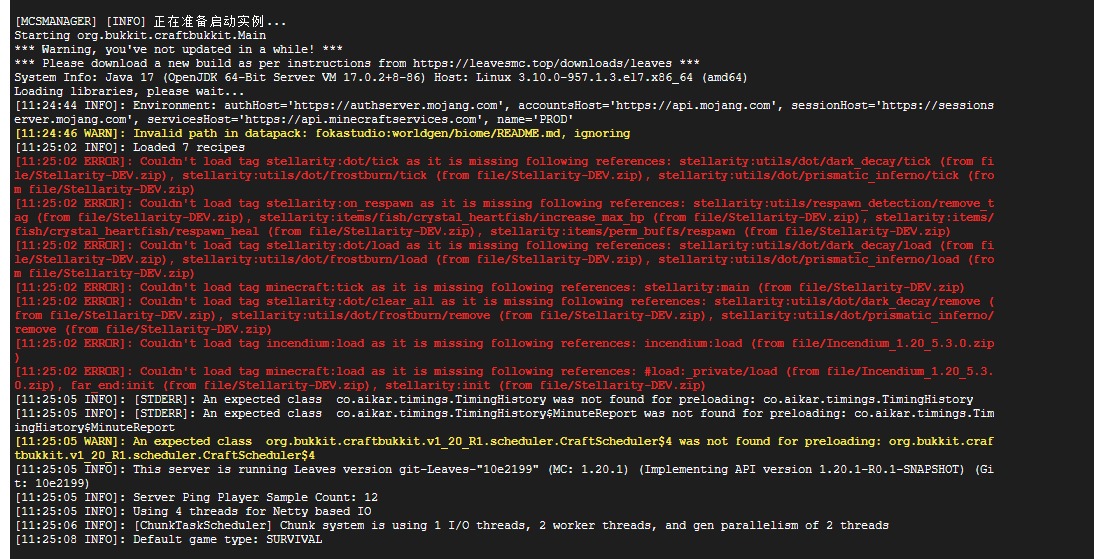 [MCSMANAGER] [INFO] 正在准备启动实例...
Starting org.bukkit.craftbukkit.Main
*** Warning, you've not updated in a while! ***
*** Please download a new build as per instructions from https://leavesmc.top/downloads/leaves ***
System Info: Java 17 (OpenJDK 64-Bit Server VM 17.0.2+8-86) Host: Linux 3.10.0-957.1.3.el7.x86_64 (amd64)
Loading libraries, please wait...
[11:24:44 INFO]: Environment: authHost='https://authserver.mojang.com', accountsHost='https://api.mojang.com', sessionHost='https://sessions
erver.mojang.com', servicesHost='https://api.minecraftservices.com', name='PROD'
[11:24:46 WARN]: Invalid path in datapack: fokastudio:worldgen/biome/README.md, ignoring
[11:25:02 INFO]: Loaded 7 recipes
[11:25:02 ERROR]: Couldn't load tag stellarity:dot/tick as it is missing following references: stellarity:utils/dot/dark_decay/tick (from fi
le/Stellarity-DEV.zip), stellarity:utils/dot/frostburn/tick (from file/Stellarity-DEV.zip), stellarity:utils/dot/prismatic_inferno/tick (fro
m file/Stellarity-DEV.zip)
[11:25:02 ERROR]: Couldn't load tag stellarity:on_respawn as it is missing following references: stellarity:utils/respawn_detection/remove_t
ag (from file/Stellarity-DEV.zip), stellarity:items/fish/crystal_heartfish/increase_max_hp (from file/Stellarity-DEV.zip), stellarity:items/
fish/crystal_heartfish/respawn_heal (from file/Stellarity-DEV.zip), stellarity:items/perm_buffs/respawn (from file/Stellarity-DEV.zip)
[11:25:02 ERROR]: Couldn't load tag stellarity:dot/load as it is missing following references: stellarity:utils/dot/dark_decay/load (from fi
le/Stellarity-DEV.zip), stellarity:utils/dot/frostburn/load (from file/Stellarity-DEV.zip), stellarity:utils/dot/prismatic_inferno/load (fro
m file/Stellarity-DEV.zip)
[11:25:02 ERROR]: Couldn't load tag minecraft:tick as it is missing following references: stellarity:main (from file/Stellarity-DEV.zip)
[11:25:02 ERROR]: Couldn't load tag stellarity:dot/clear_all as it is missing following references: stellarity:utils/dot/dark_decay/remove (
from file/Stellarity-DEV.zip), stellarity:utils/dot/frostburn/remove (from file/Stellarity-DEV.zip), stellarity:utils/dot/prismatic_inferno/
remove (from file/Stellarity-DEV.zip)
[11:25:02 ERROR]: Couldn't load tag incendium:load as it is missing following references: incendium:load (from file/Incendium_1.20_5.3.0.zip
)
[11:25:02 ERROR]: Couldn't load tag minecraft:load as it is missing following references: #load:_private/load (from file/Incendium_1.20_5.3.
0.zip), far_end:init (from file/Stellarity-DEV.zip), stellarity:init (from file/Stellarity-DEV.zip)
[11:25:05 INFO]: [STDERR]: An expected class  co.aikar.timings.TimingHistory was not found for preloading: co.aikar.timings.TimingHistory
[11:25:05 INFO]: [STDERR]: An expected class  co.aikar.timings.TimingHistory$MinuteReport was not found for preloading: co.aikar.timings.Tim
ingHistory$MinuteReport
[11:25:05 WARN]: An expected class  org.bukkit.craftbukkit.v1_20_R1.scheduler.CraftScheduler$4 was not found for preloading: org.bukkit.craf
tbukkit.v1_20_R1.scheduler.CraftScheduler$4
[11:25:05 INFO]: This server is running Leaves version git-Leaves-"10e2199" (MC: 1.20.1) (Implementing API version 1.20.1-R0.1-SNAPSHOT) (Gi
t: 10e2199)
[11:25:05 INFO]: Server Ping Player Sample Count: 12
[11:25:05 INFO]: Using 4 threads for Netty based IO
[11:25:06 INFO]: [ChunkTaskScheduler] Chunk system is using 1 I/O threads, 2 worker threads, and gen parallelism of 2 threads
[11:25:08 INFO]: Default game type: SURVIVAL